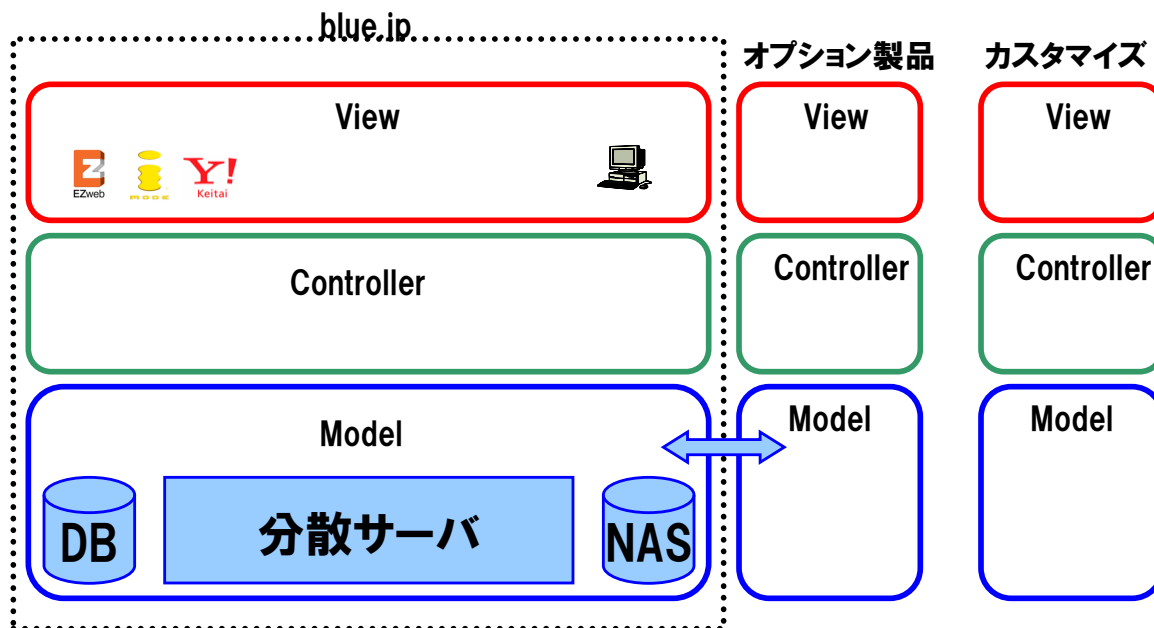 blue.jp
オプション製品
カスタマイズ
View
View
View
EZweb
mode
Y!
Keitai
Controller
Controller
Controller
Model
Model
Model
DB
分散サーバ
NAS